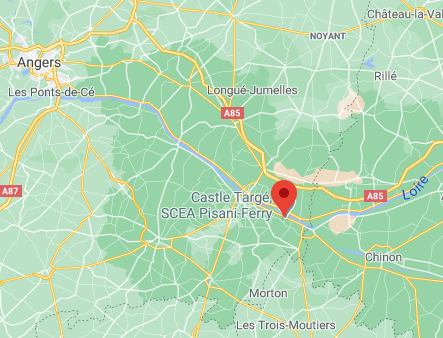 Château-la-Val
NOYANT
Angers
Rillé
Les Ponts-de-Cé
Longué-Jumelles
A85
A87
A85
Loire
Castle Targe,
SCEA Pisani-Ferry
Chinon
Morton
Les Trois-Moutiers